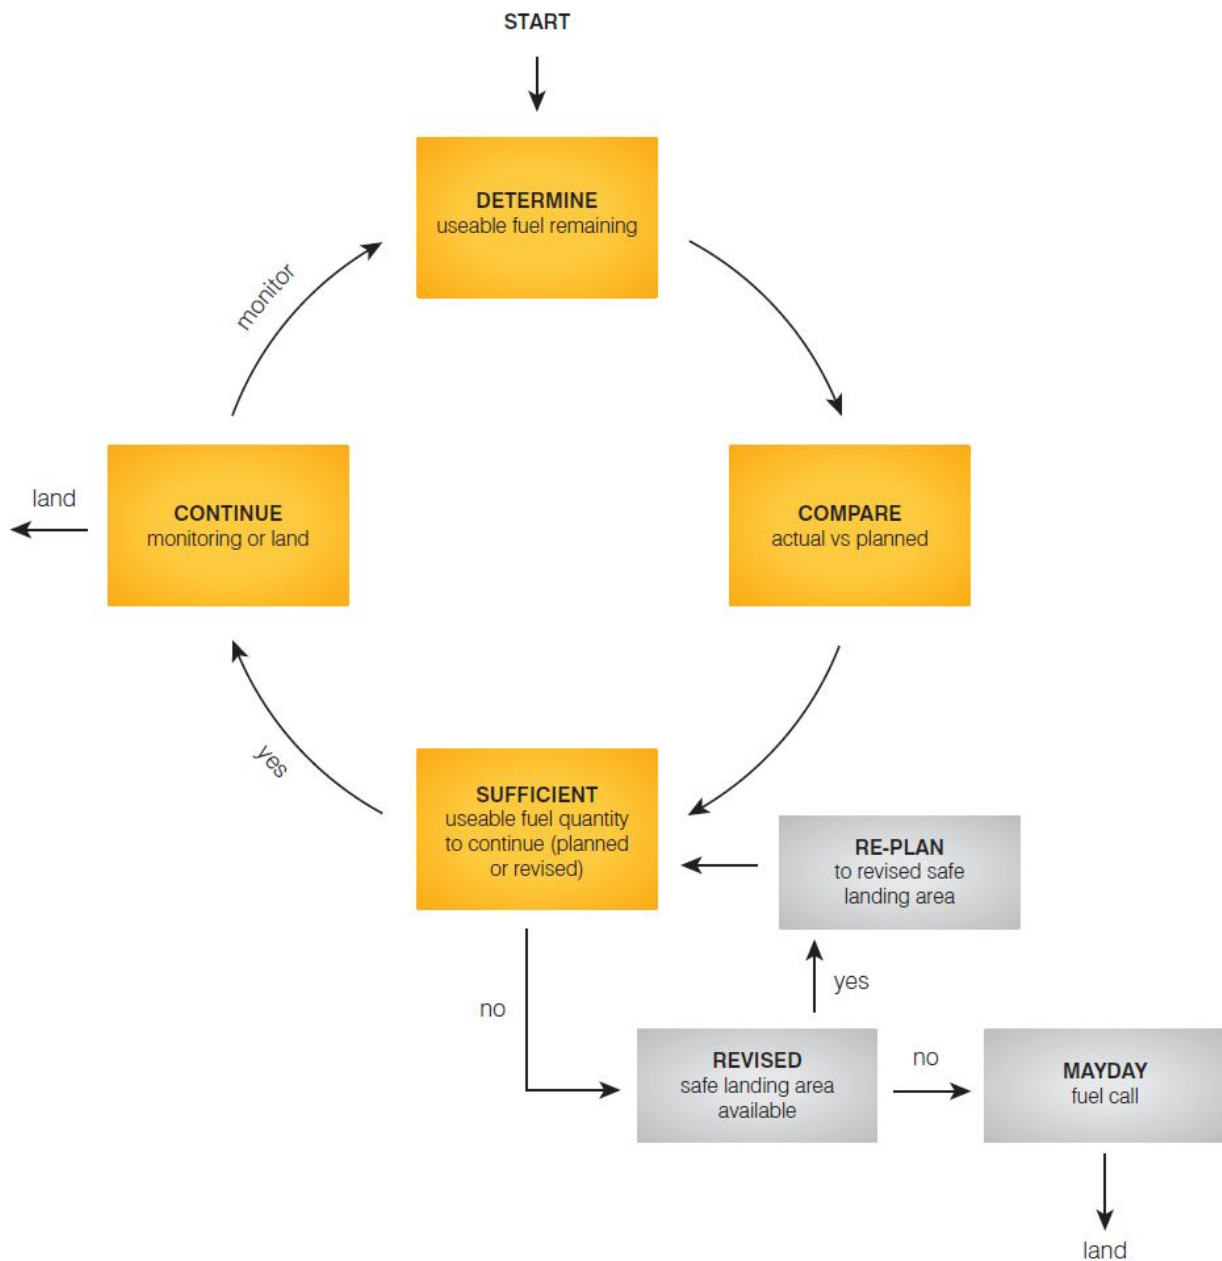 START
DETERMINE
useable fuel remaining
monitor
COMPARE
actual vs planned
land
CONTINUE
monitoring or land
yes
SUFFICIENT
useable fuel quantity
to continue (planned
or revised)
RE-PLAN
to revised safe
landing area
yes
no
REVISED
safe landing area
available
no
MAYDAY
fuel call
land